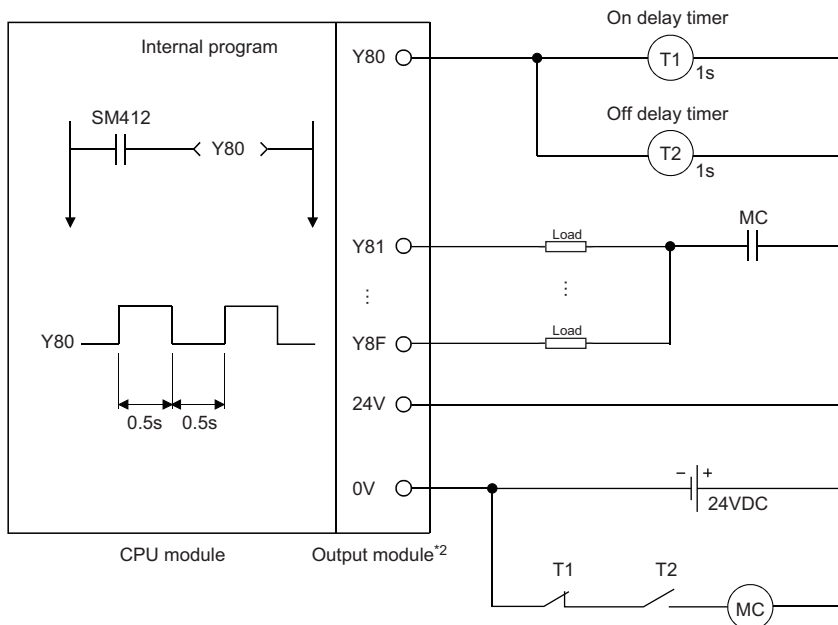 On delay timer
Internal program
Y80
T1
1s
SM412
Y80
Off delay timer
T2
1s
MC
Y81
Load
⋮
⋮
Y80
Y8F
Load
0.5s
0.5s
24V
0V
− +
24VDC
CPU module
Output module*2
T1
T2
MC